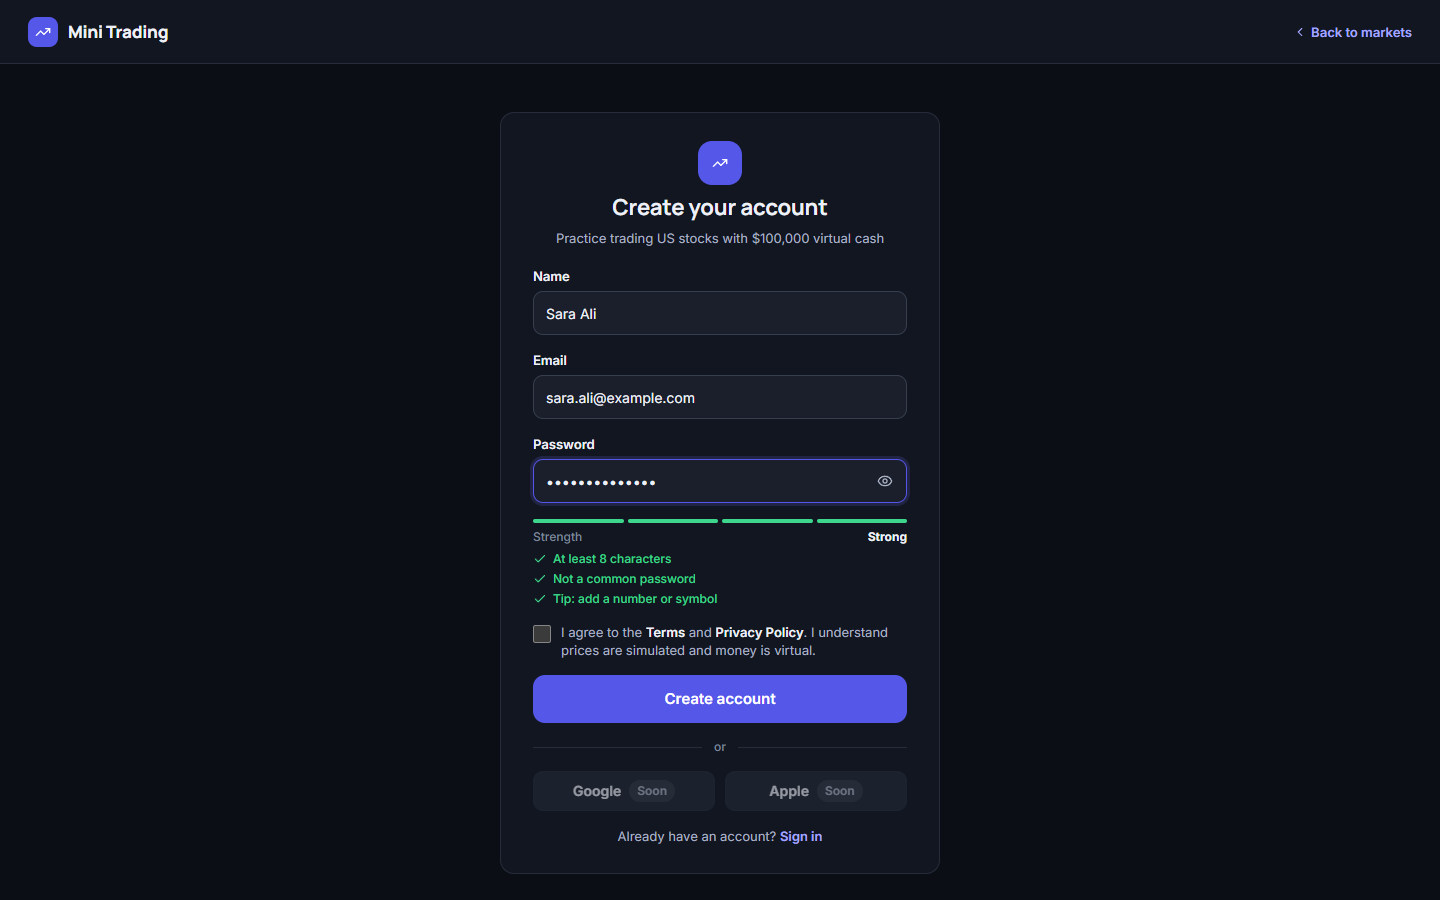 Mini Trading
Back to markets
Create your account
Practice trading US stocks with $100,000 virtual cash
Name
Sara Ali
Email
sara.ali@example.com
Password
••••••••••••••
Strength Strong
At least 8 characters
Not a common password
Tip: add a number or symbol
I agree to the Terms and Privacy Policy. I understand
prices are simulated and money is virtual.
Create account
or
Google Soon Apple Soon
Already have an account? Sign in